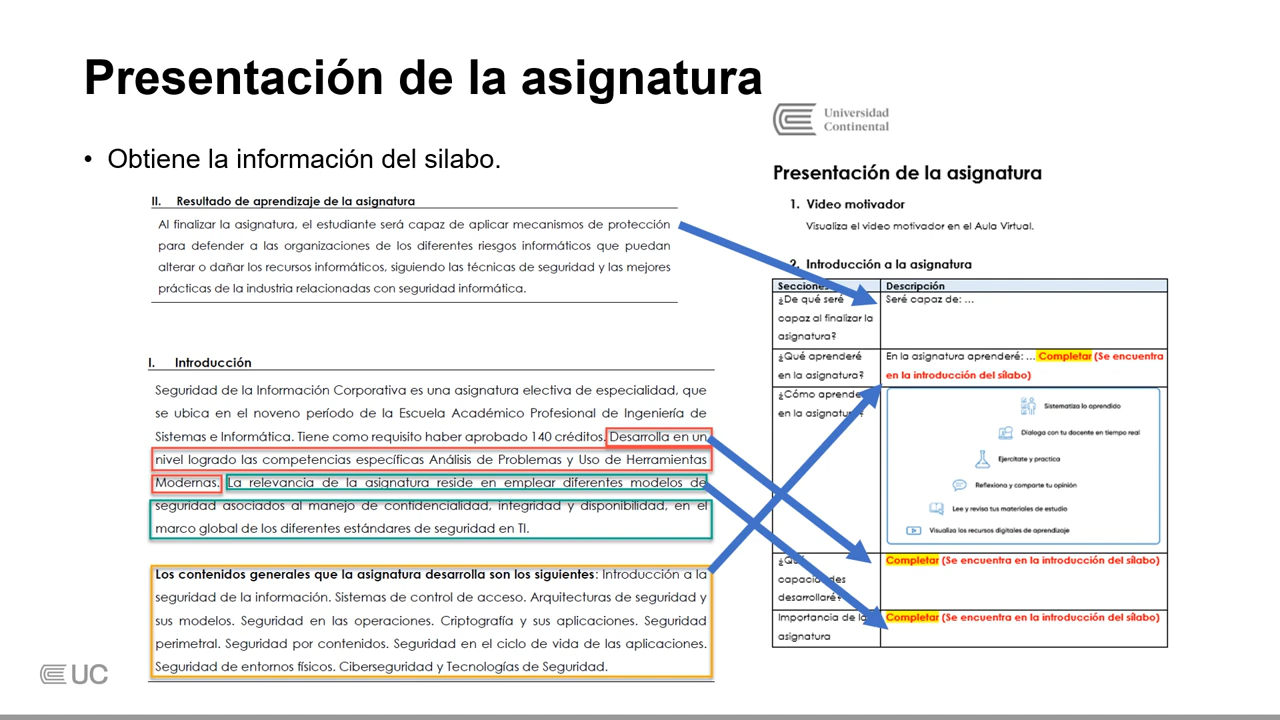 Presentación de la asignatura
• Obtiene la información del silabo.
II. Resultado de aprendizaje de la asignatura
Al finalizar la asignatura, el estudiante será capaz de aplicar mecanismos de protección
para defender a las organizaciones de los diferentes riesgos informáticos que puedan
alterar o dañar los recursos informáticos, siguiendo las técnicas de seguridad y las mejores
prácticas de la industria relacionadas con seguridad informática.
I. Introducción
Seguridad de la Información Corporativa es una asignatura electiva de especialidad, que
se ubica en el noveno período de la Escuela Académico Profesional de Ingeniería de
Sistemas e Informática. Tiene como requisito haber aprobado 140 créditos. Desarrolla en un
nivel logrado las competencias específicas Análisis de Problemas y Uso de Herramientas
Modernas. La relevancia de la asignatura reside en emplear diferentes modelos de
seguridad asociados al manejo de confidencialidad, integridad y disponibilidad, en el
marco global de los diferentes estándares de seguridad en TI.
Los contenidos generales que la asignatura desarrolla son los siguientes: Introducción a la
seguridad de la información. Sistemas de control de acceso. Arquitecturas de seguridad y
sus modelos. Seguridad en las operaciones. Criptografía y sus aplicaciones. Seguridad
perimetral. Seguridad por contenidos. Seguridad en el ciclo de vida de las aplicaciones.
Seguridad de entornos físicos. Ciberseguridad y Tecnologías de Seguridad.
UC
Universidad
Continental
Presentación de la asignatura
1. Video motivador
Visualiza el video motivador en el Aula Virtual.
2. Introducción a la asignatura
Secciones
Descripción
¿De qué seré
capaz al finalizar la
asignatura?
Seré capaz de: ...
¿Qué aprenderé
en la asignatura?
En la asignatura aprenderé: ... Completar (Se encuentra
en la introducción del sílabo)
¿Cómo aprenderé
en la asignatura?
Sistematiza lo aprendido
Dialoga con tu docente en tiempo real
Ejercítate y practica
Reflexiona y comparte tu opinión
Lee y revisa tus materiales de estudio
Visualiza los recursos digitales de aprendizaje
¿Qué
capacidades
desarrollaré?
Completar (Se encuentra en la introducción del sílabo)
Importancia de la
asignatura
Completar (Se encuentra en la introducción del sílabo)